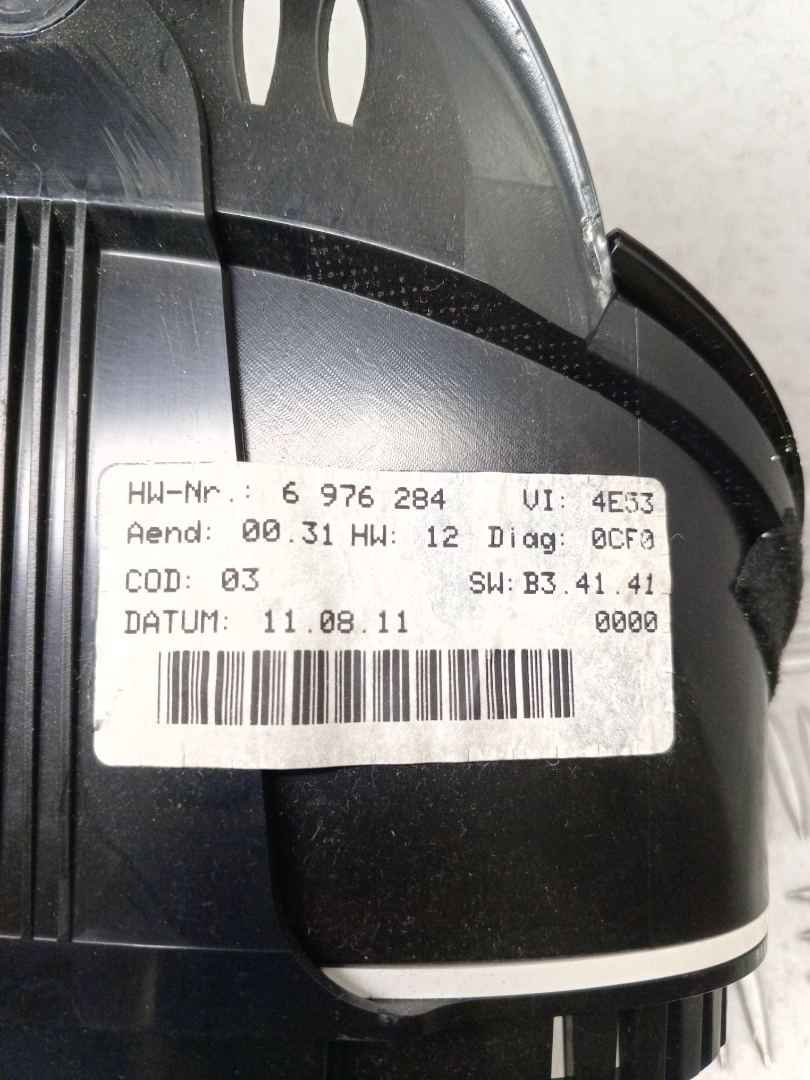 HW-Nr.: 6 976 284 VI: 4E53
Aend: 00.31 HW: 12 Diag: 0CF0
COD: 03 SW: B3.41.41
DATUM: 11.08.11 0000